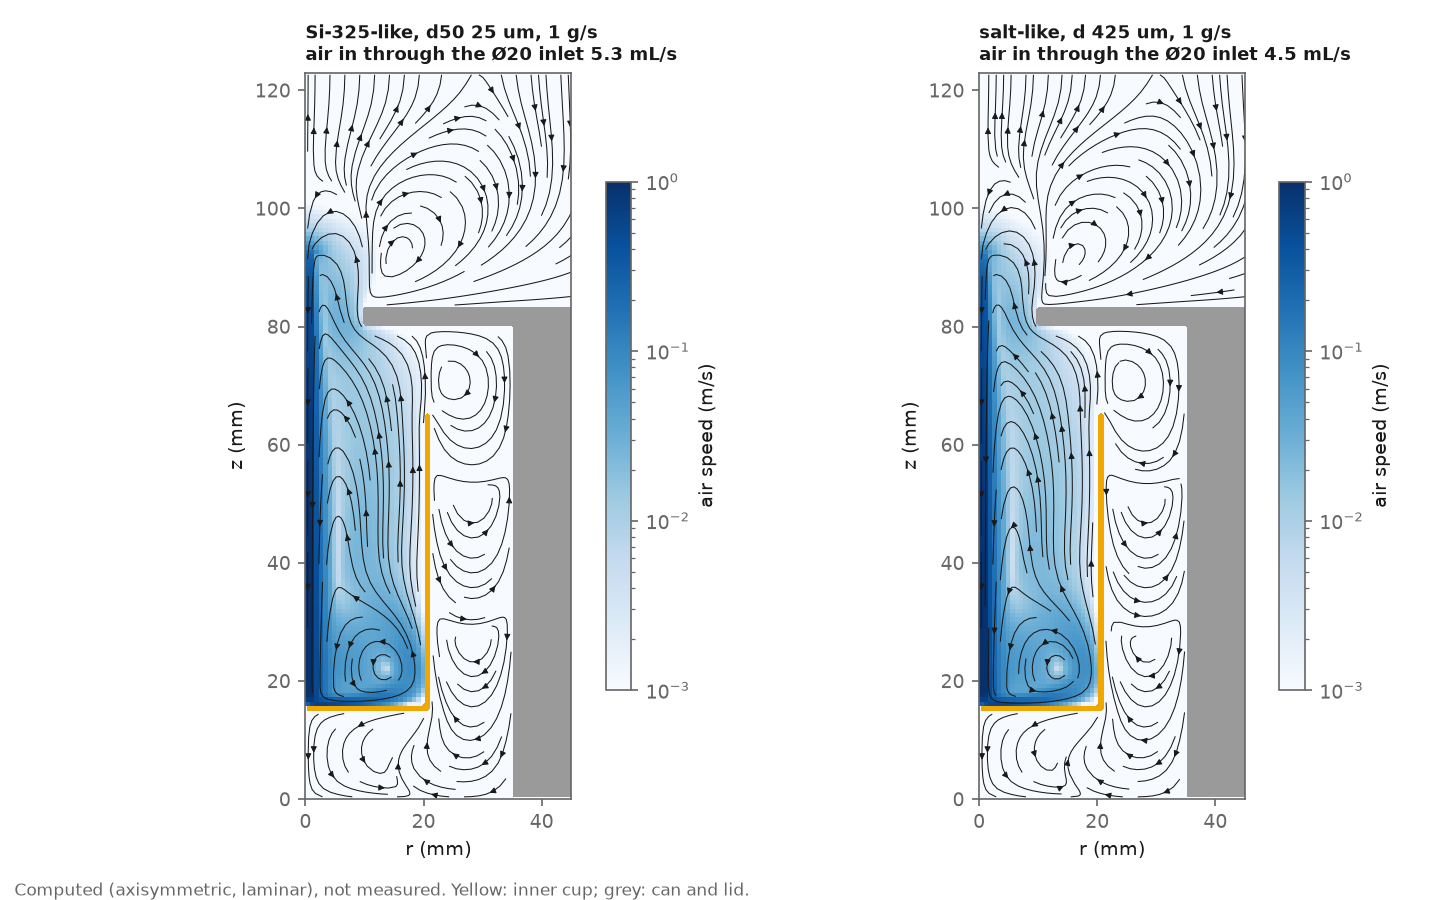 Si-325-like, d50 25 um, 1 g/s
air in through the Ø20 inlet 5.3 mL/s
120
100
80
60
40
20
0
z (mm)
0 20 40
r (mm)
10⁰
10⁻¹
10⁻²
10⁻³
air speed (m/s)
salt-like, d 425 um, 1 g/s
air in through the Ø20 inlet 4.5 mL/s
120
100
80
60
40
20
0
z (mm)
0 20 40
r (mm)
10⁰
10⁻¹
10⁻²
10⁻³
air speed (m/s)
Computed (axisymmetric, laminar), not measured. Yellow: inner cup; grey: can and lid.